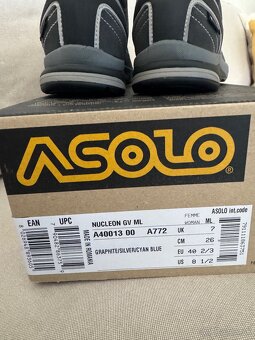 ASOLO
EAN
UPC
NUCLEON GV ML
A40013 00 A772
MADE IN ROMANIA
GRAPHITE/SILVER/CYAN BLUE
FEMME
WOMAN
ML
UK 7
CM 26
EU 40 2/3
US 8 1/2
ASOLO int.code